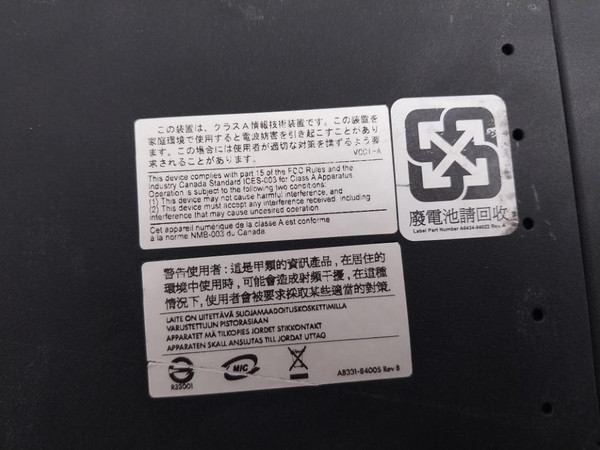 この装置は、クラスA情報技術装置です。この装置を
家庭環境で使用すると電波妨害を引き起こすことがあり
ます。この場合には使用者が適切な対策を講ずるよう要
求されることがあります。
VCCI-A
This device complies with part 15 of the FCC Rules and the
Industry Canada Standard ICES-003 for Class A Apparatus.
Operation is subject to the following two conditions:
(1) This device may not cause harmful interference, and
(2) This device must accept any interference received, including
interference that may cause undesired operation.
Cet appareil numérique de la classe A est conforme
à la norme NMB-003 du Canada
廢電池請回收
Label Part Number AB434-84022 Rev. A
警告使用者：這是甲類的資訊產品，在居住的
環境中使用時，可能會造成射頻干擾，在這種
情況下，使用者會被要求採取某些適當的對策.
LAITE ON LIITETTÄVÄ SUOJAMAADOITUSKOSKETTIMILLA
VARUSTETTUUN PISTORASIAAN
APPARATET MÅ TILKOPLES JORDET STIKKONTAKT
APPARATEN SKALL ANSLUTAS TILL JORDAT UTTAG
R33001
MIC
AB331-84005 Rev B